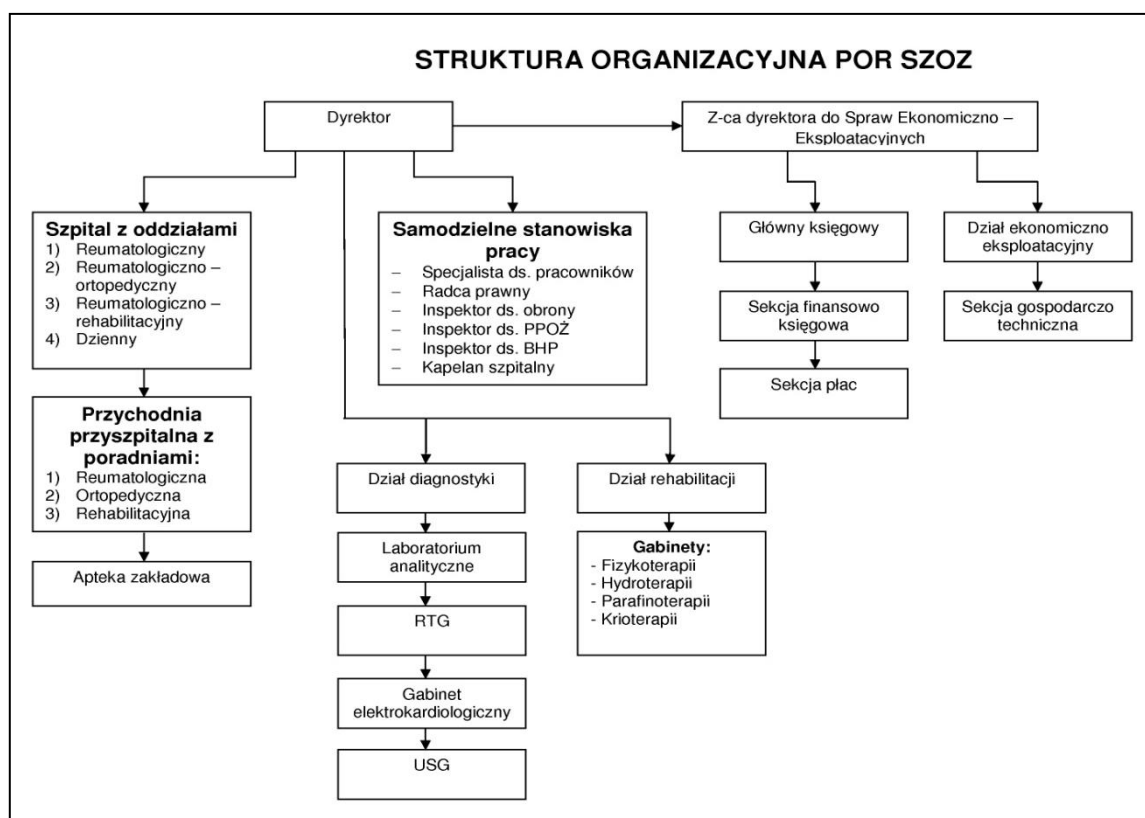 STRUKTURA ORGANIZACYJNA POR SZOZ
Dyrektor
Z-ca dyrektora do Spraw Ekonomiczno –
Eksploatacyjnych
Szpital z oddziałami
1) Reumatologiczny
2) Reumatologiczno –
ortopedyczny
3) Reumatologiczno –
rehabilitacyjny
4) Dzienny
Samodzielne stanowiska
pracy
– Specjalista ds. pracowników
– Radca prawny
– Inspektor ds. obrony
– Inspektor ds. PPOŻ
– Inspektor ds. BHP
– Kapelan szpitalny
Główny księgowy
Dział ekonomiczno
eksploatacyjny
Sekcja finansowo
księgowa
Sekcja gospodarczo
techniczna
Sekcja płac
Przychodnia
przyszpitalna z
poradniami:
1) Reumatologiczna
2) Ortopedyczna
3) Rehabilitacyjna
Apteka zakładowa
Dział diagnostyki
Dział rehabilitacji
Laboratorium
analityczne
RTG
Gabinet
elektrokardiologiczny
USG
Gabinety:
- Fizykoterapii
- Hydroterapii
- Parafinoterapii
- Krioterapii